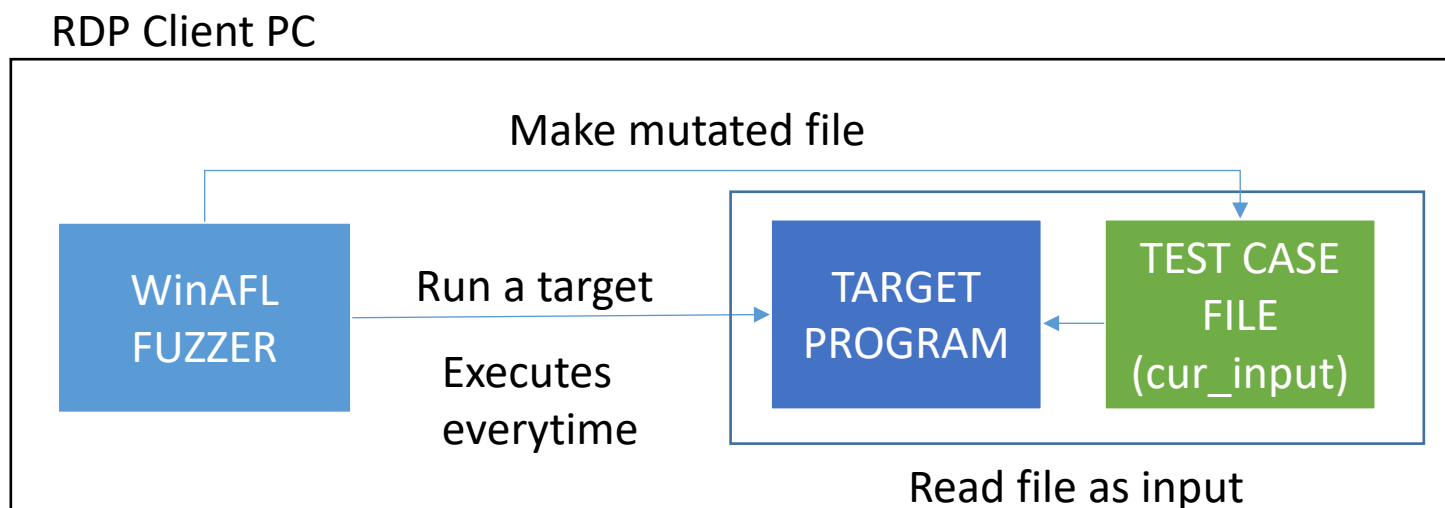 RDP Client PC
Make mutated file
WinAFL
FUZZER
Run a target
Executes
everytime
TARGET
PROGRAM
TEST CASE
FILE
(cur_input)
Read file as input